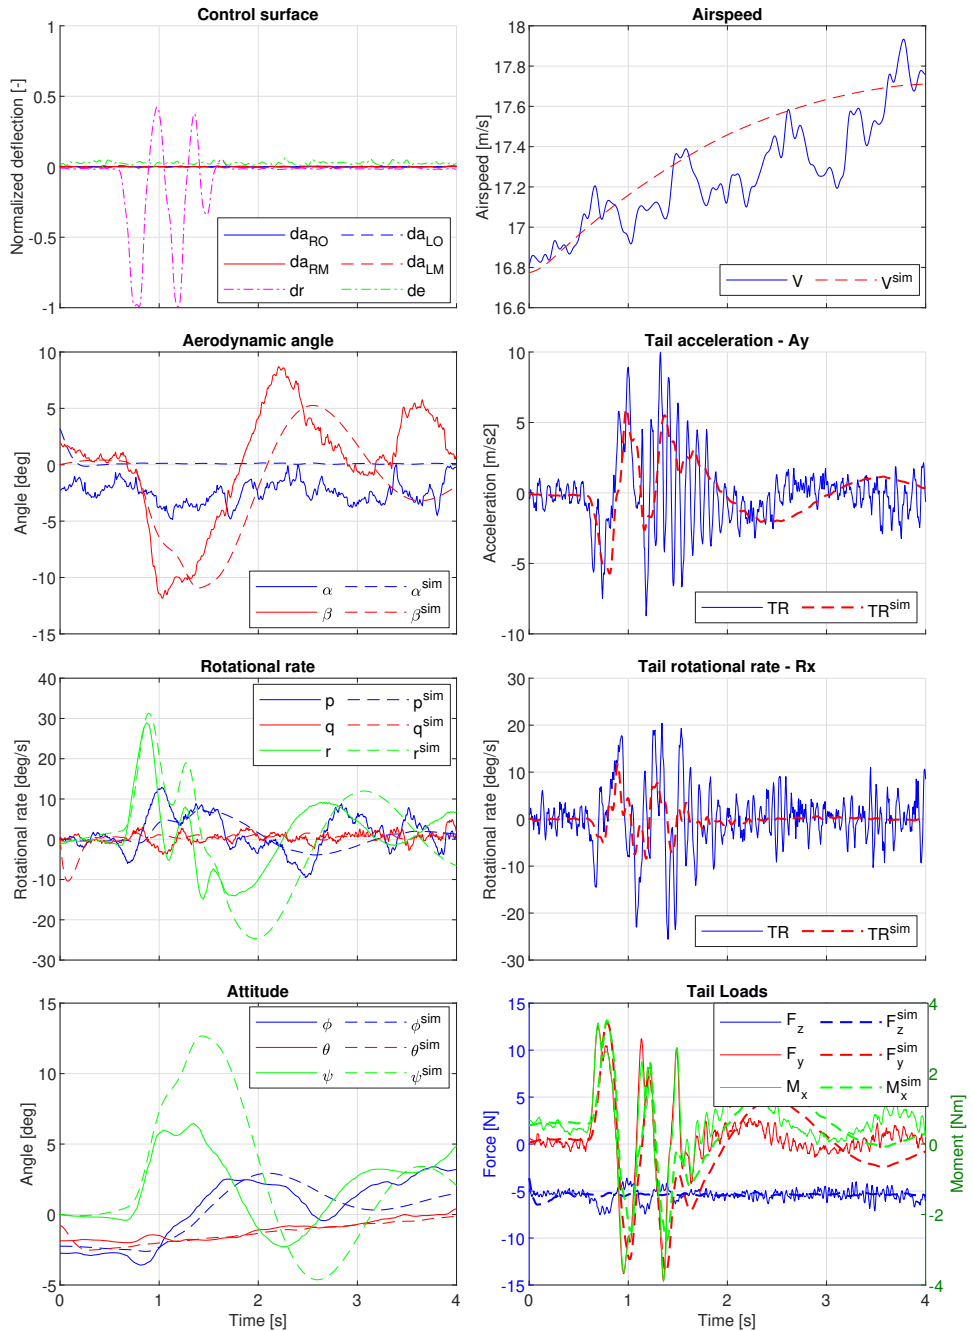 Control surface
Normalized deflection [-]
1
0.5
0
-0.5
-1
da_RO
da_LO
da_RM
da_LM
dr
de
0 1 2 3 4
Airspeed
Airspeed [m/s]
18
17.8
17.6
17.4
17.2
17
16.8
16.6
V
V^sim
Aerodynamic angle
Angle [deg]
10
5
0
-5
-10
-15
α
α^sim
β
β^sim
Tail acceleration - Ay
Acceleration [m/s2]
10
5
0
-5
-10
TR
TR^sim
Rotational rate
Rotational rate [deg/s]
40
30
20
10
0
-10
-20
-30
p
p^sim
q
q^sim
r
r^sim
Tail rotational rate - Rx
Rotational rate [deg/s]
30
20
10
0
-10
-20
-30
TR
TR^sim
Attitude
Angle [deg]
15
10
5
0
-5
ϕ
ϕ^sim
θ
θ^sim
ψ
ψ^sim
0 1 2 3 4
Time [s]
Tail Loads
Force [N]
15
10
5
0
-5
-10
-15
F_z
F_z^sim
F_y
F_y^sim
M_x
M_x^sim
4
2
0
-2
-4
Moment [Nm]
0 1 2 3 4
Time [s]